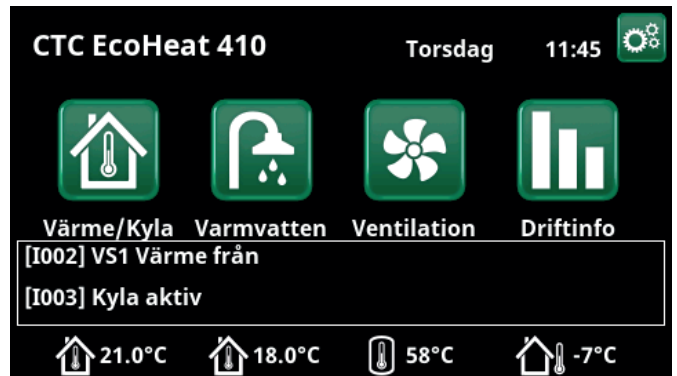 CTC EcoHeat 410 Torsdag 11:45
Värme/Kyla Varmvatten Ventilation Driftinfo
[I002] VS1 Värme från
[I003] Kyla aktiv
21.0°C 18.0°C 58°C -7°C